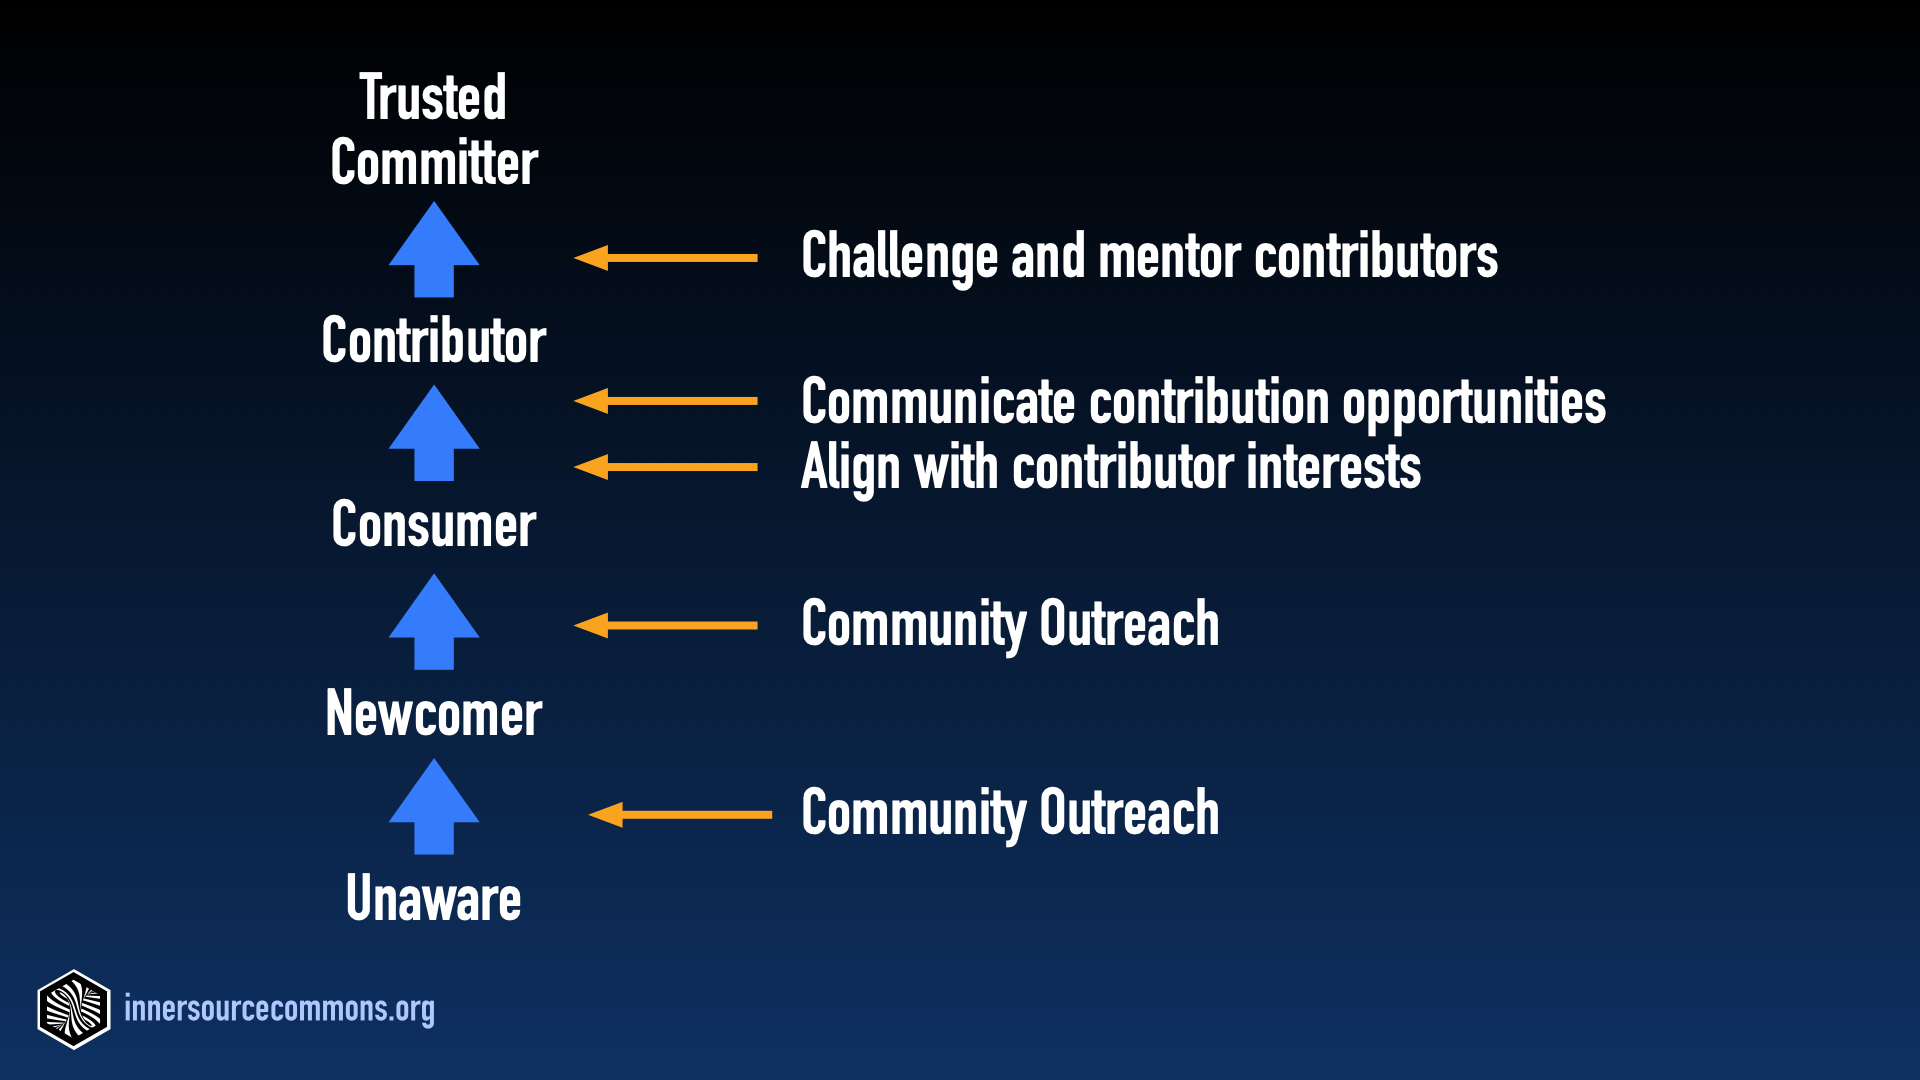 Trusted
Committer
Challenge and mentor contributors
Contributor
Communicate contribution opportunities
Align with contributor interests
Consumer
Community Outreach
Newcomer
Community Outreach
Unaware
innersourcecommons.org